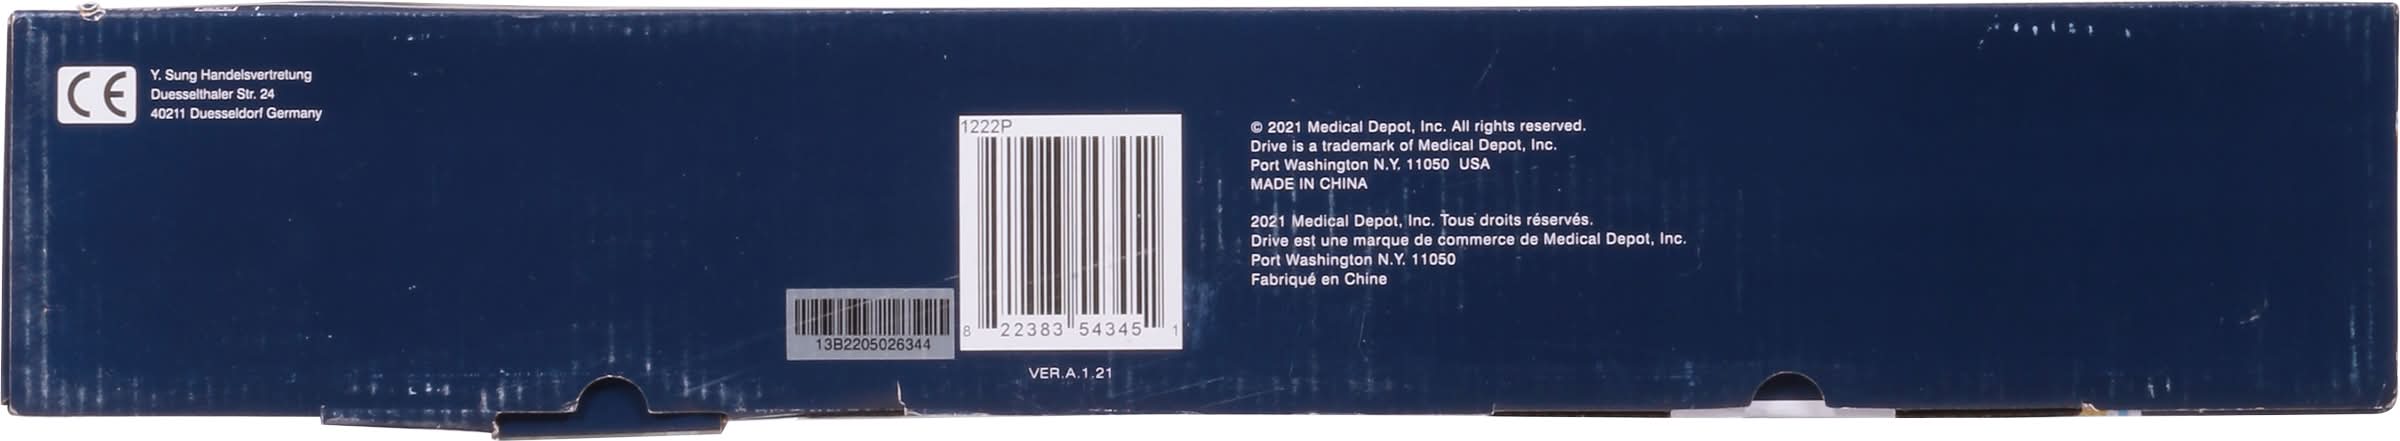 CE
Y. Sung Handelsvertretung
Duesselthaler Str. 24
40211 Duesseldorf Germany
13B2205026344
1222P
8 22383 54345 1
VER.A.1.21
© 2021 Medical Depot, Inc. All rights reserved.
Drive is a trademark of Medical Depot, Inc.
Port Washington N.Y. 11050 USA
MADE IN CHINA
2021 Medical Depot, Inc. Tous droits réservés.
Drive est une marque de commerce de Medical Depot, Inc.
Port Washington N.Y. 11050
Fabriqué en Chine